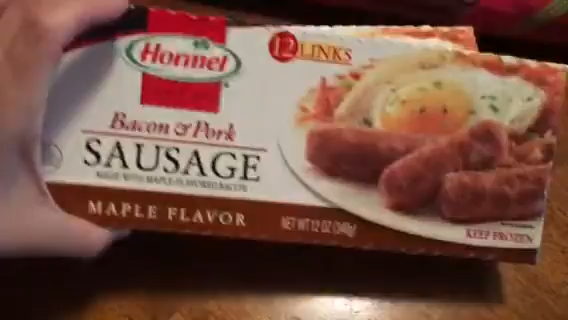 Hormel
12 LINKS
Bacon & Pork
SAUSAGE
MADE WITH MAPLE FLAVORED BACON
MAPLE FLAVOR
NET WT 12 OZ (340g)
KEEP FROZEN